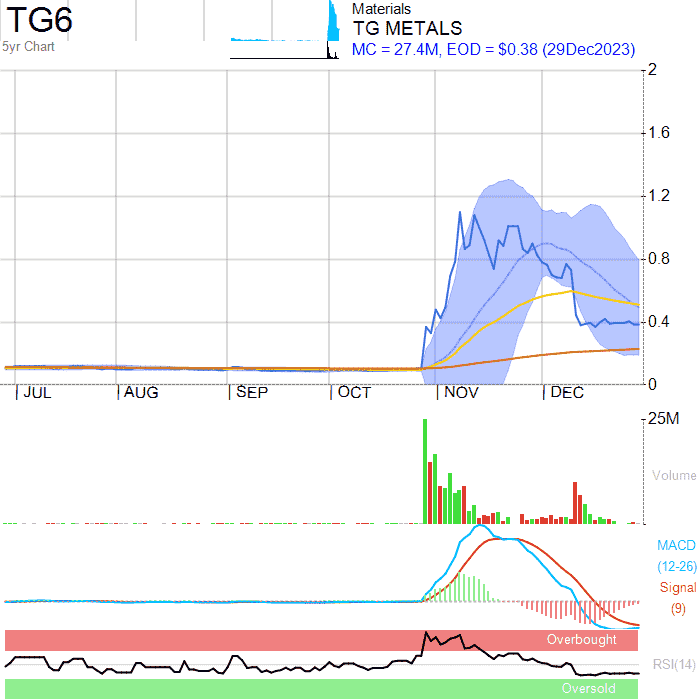 TG6
5yr Chart
Materials
TG METALS
MC = 27.4M, EOD = $0.38 (29Dec2023)
2
1.6
1.2
0.8
0.4
0
JUL AUG SEP OCT NOV DEC
25M
Volume
MACD
(12-26)
Signal
(9)
Overbought
RSI(14)
Oversold